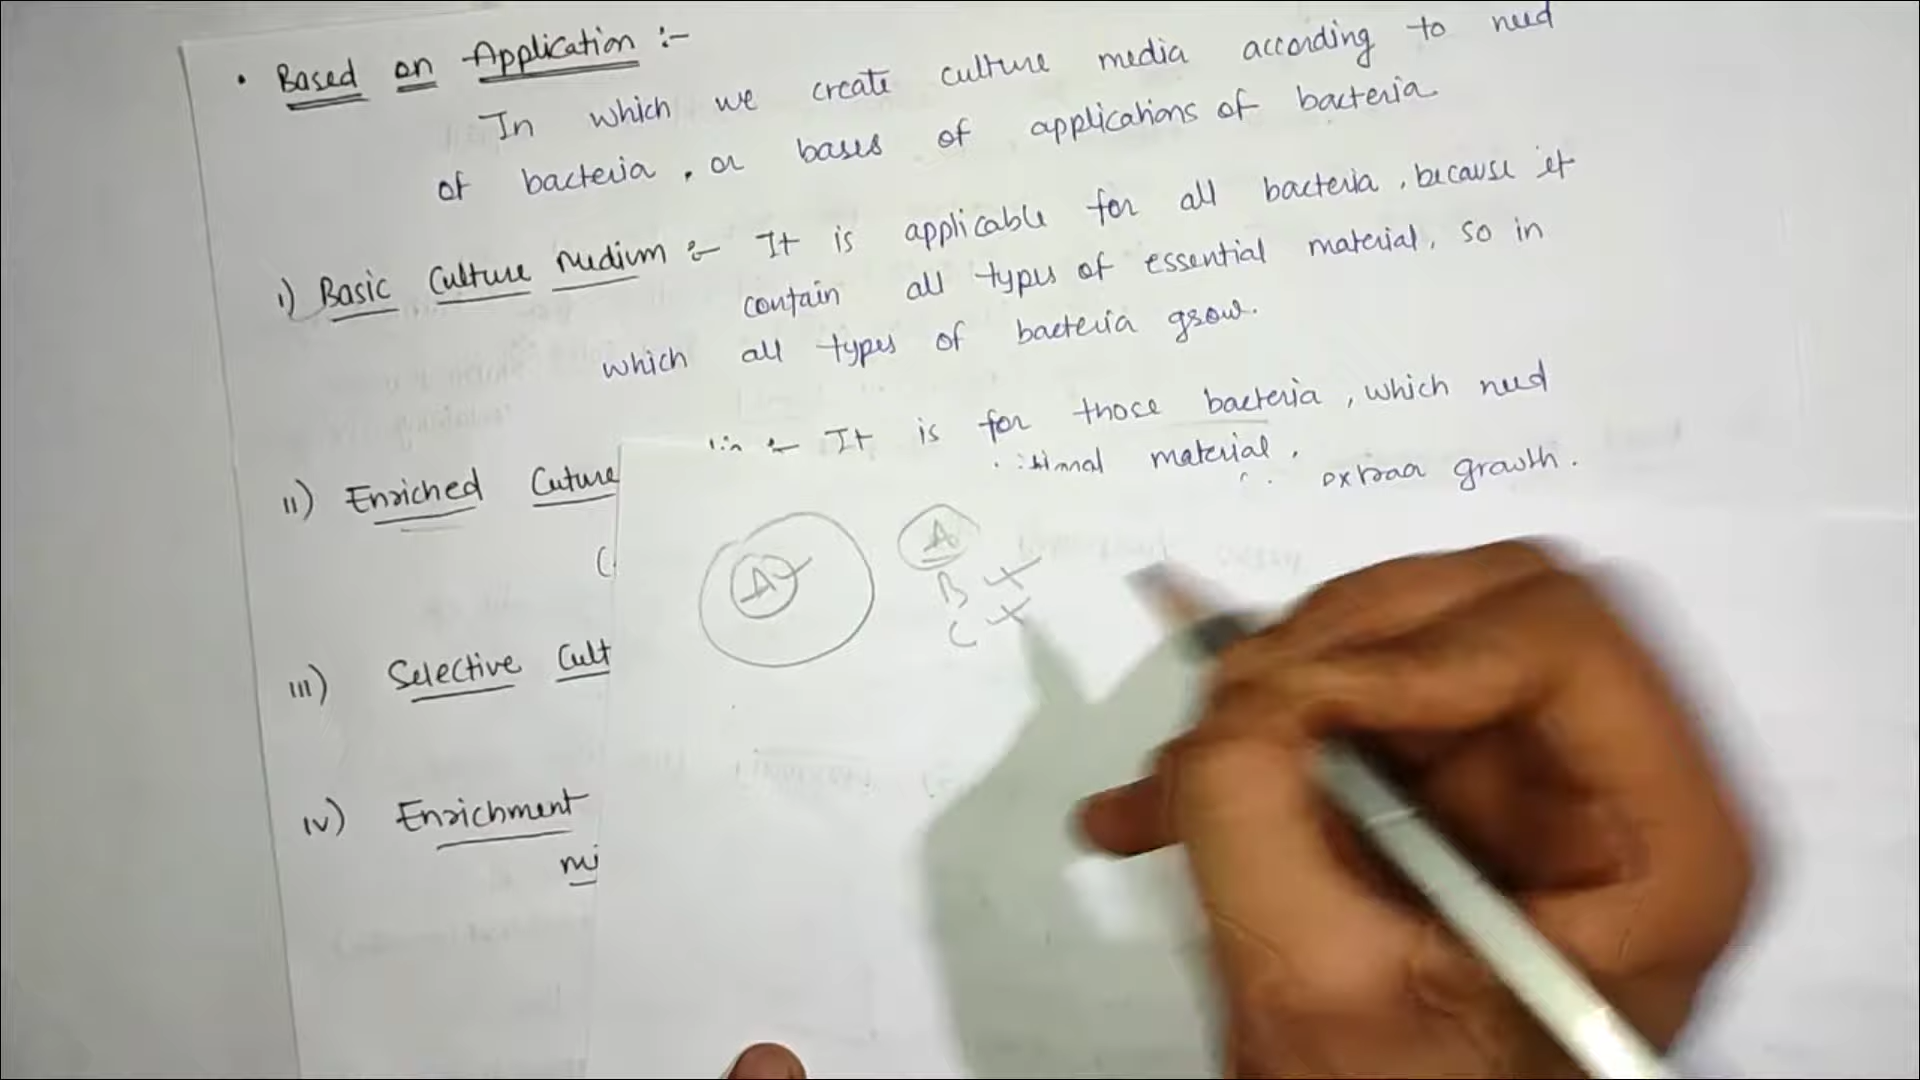 • Based on Application :-
In which we create culture media according to need
of bacteria, or bases of applications of bacteria
i) Basic Culture Medium :- It is applicable for all bacteria, because it
contain all types of essential material, so in
which all types of bacteria grow.
II) Enriched Cuture :- It is for those bacteria, which need
material.
extraa growth.
(
A A
B
C
III) Selective Cult
IV) Enrichment
mi